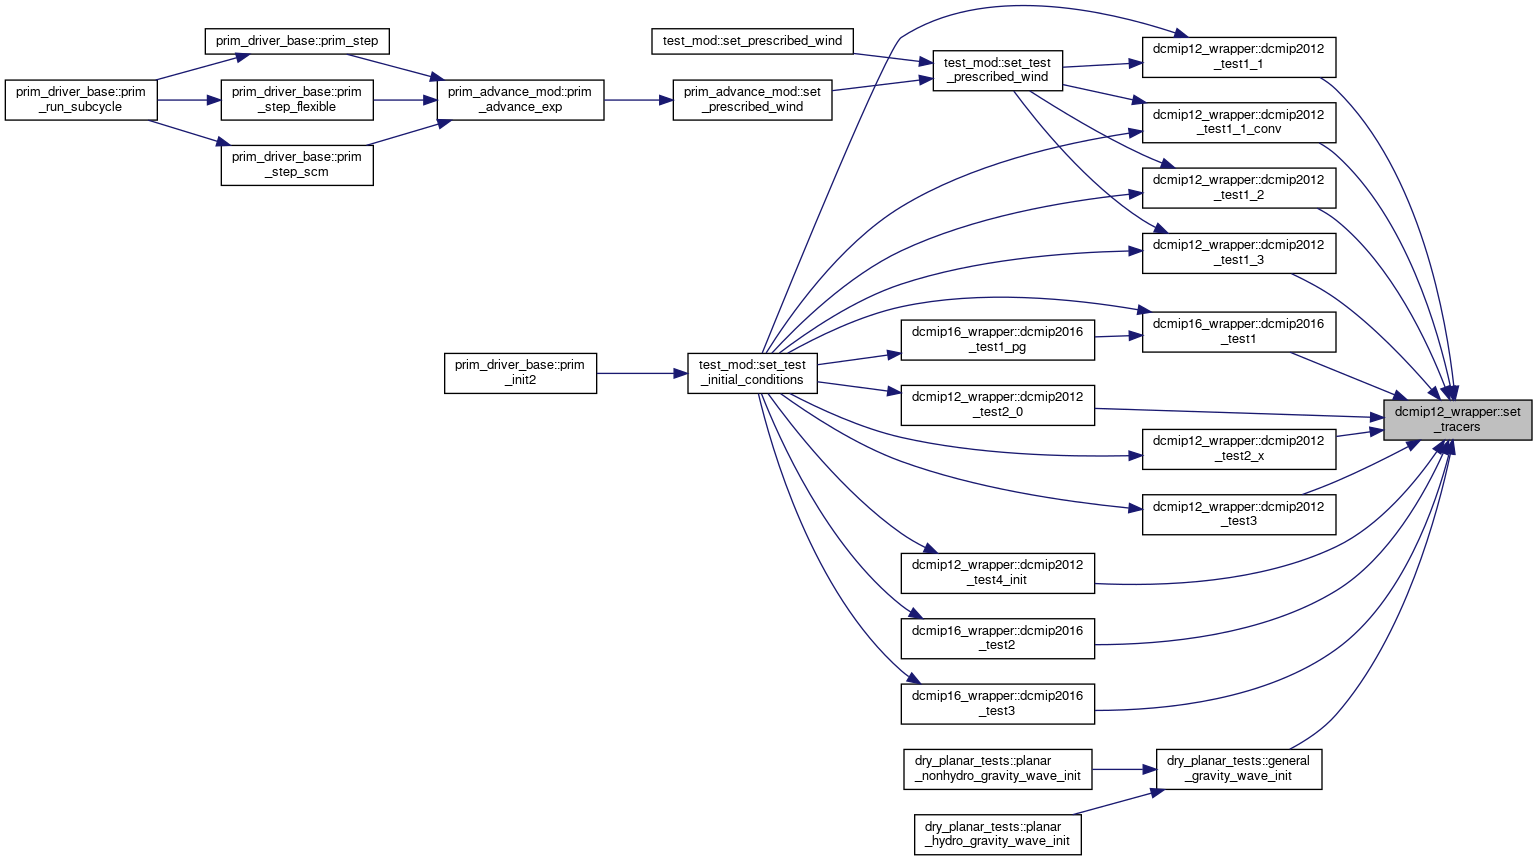 prim_driver_base::prim_step
prim_driver_base::prim
_run_subcycle
prim_driver_base::prim
_step_flexible
prim_driver_base::prim
_step_scm
prim_advance_mod::prim
_advance_exp
test_mod::set_prescribed_wind
prim_advance_mod::set
_prescribed_wind
test_mod::set_test
_prescribed_wind
dcmip12_wrapper::dcmip2012
_test1_1
dcmip12_wrapper::dcmip2012
_test1_1_conv
dcmip12_wrapper::dcmip2012
_test1_2
dcmip12_wrapper::dcmip2012
_test1_3
dcmip16_wrapper::dcmip2016
_test1
dcmip16_wrapper::dcmip2016
_test1_pg
prim_driver_base::prim
_init2
test_mod::set_test
_initial_conditions
dcmip12_wrapper::dcmip2012
_test2_0
dcmip12_wrapper::set
_tracers
dcmip12_wrapper::dcmip2012
_test2_x
dcmip12_wrapper::dcmip2012
_test3
dcmip12_wrapper::dcmip2012
_test4_init
dcmip16_wrapper::dcmip2016
_test2
dcmip16_wrapper::dcmip2016
_test3
dry_planar_tests::planar
_nonhydro_gravity_wave_init
dry_planar_tests::general
_gravity_wave_init
dry_planar_tests::planar
_hydro_gravity_wave_init